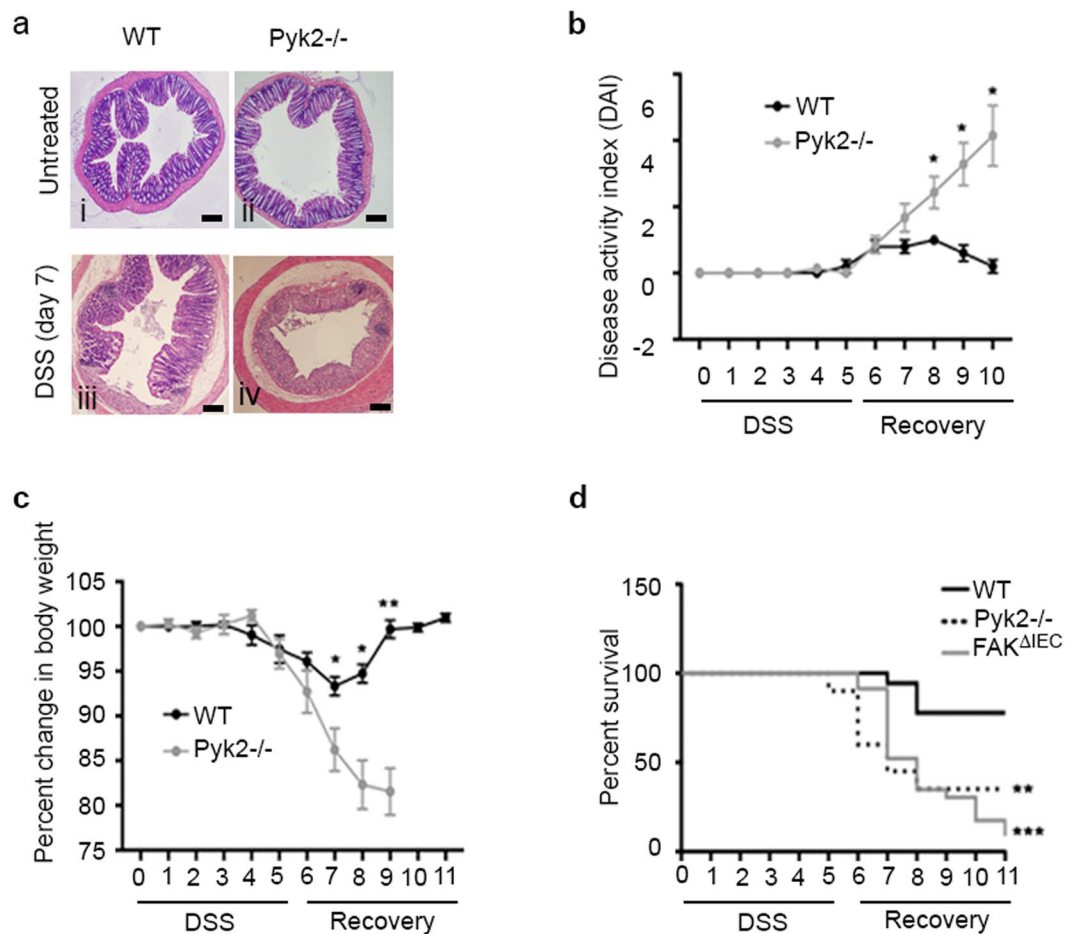 a
WT Pyk2-/-
Untreated
i ii
DSS (day 7)
iii iv
b
Disease activity index (DAI)
6
4
2
0
-2
WT
Pyk2-/-
*
*
*
0 1 2 3 4 5 6 7 8 9 10
DSS Recovery
c
Percent change in body weight
105
100
95
90
85
80
75
WT
Pyk2-/-
* * **
0 1 2 3 4 5 6 7 8 9 10 11
DSS Recovery
d
Percent survival
150
100
50
0
WT
Pyk2-/-
FAK^ΔIEC
**
***
0 1 2 3 4 5 6 7 8 9 10 11
DSS Recovery